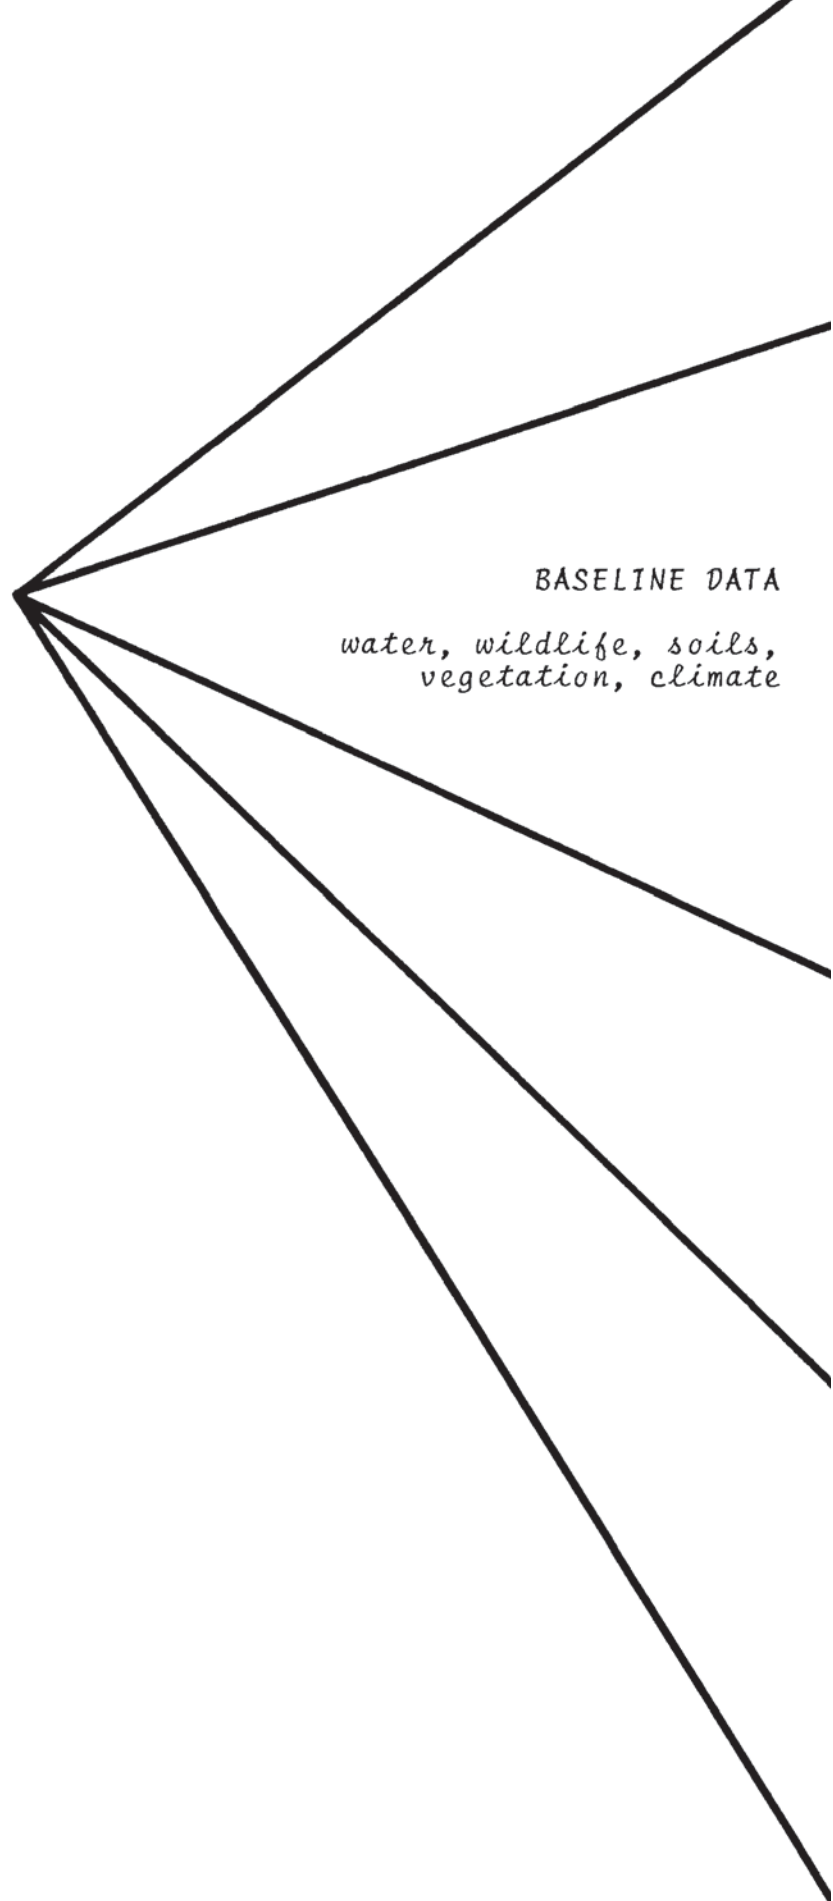 BASELINE DATA
water, wildlife, soils,
vegetation, climate